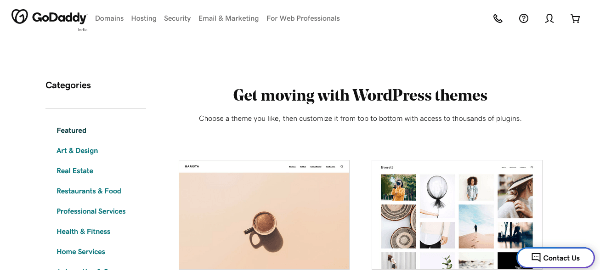 GoDaddy
India
Domains
Hosting
Security
Email & Marketing
For Web Professionals
Categories
Featured
Art & Design
Real Estate
Restaurants & Food
Professional Services
Health & Fitness
Home Services
Get moving with WordPress themes
Choose a theme you like, then customize it from top to bottom with access to thousands of plugins.
Contact Us